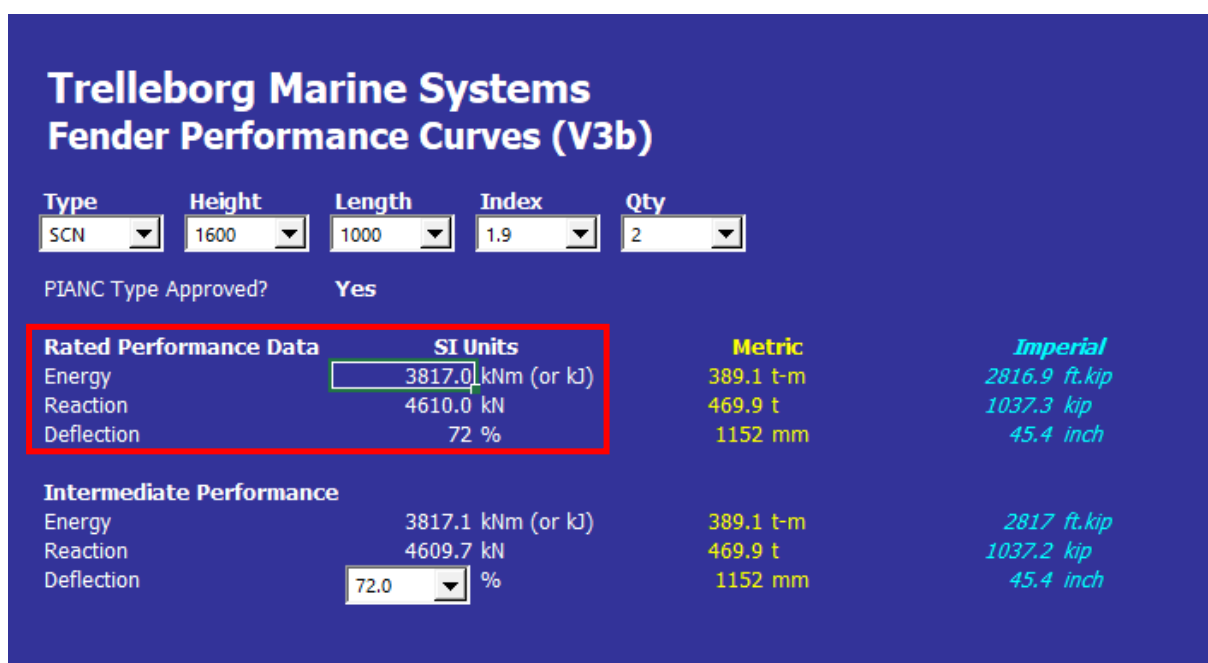 Trelleborg Marine Systems
Fender Performance Curves (V3b)
Type Height Length Index Qty
SCN 1600 1000 1.9 2
PIANC Type Approved? Yes
Rated Performance Data SI Units Metric Imperial
Energy 3817.0 kNm (or kJ) 389.1 t-m 2816.9 ft.kip
Reaction 4610.0 kN 469.9 t 1037.3 kip
Deflection 72 % 1152 mm 45.4 inch
Intermediate Performance
Energy 3817.1 kNm (or kJ) 389.1 t-m 2817 ft.kip
Reaction 4609.7 kN 469.9 t 1037.2 kip
Deflection 72.0 % 1152 mm 45.4 inch